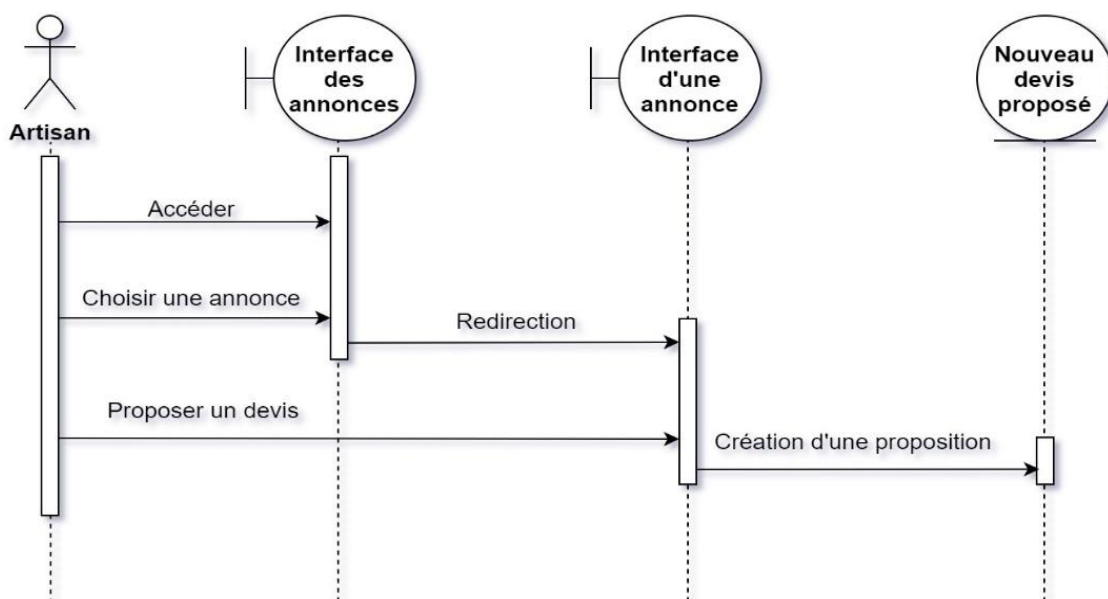 Interface
des
annonces
Interface
d'une
annonce
Nouveau
devis
proposé
Artisan
Accéder
Choisir une annonce
Redirection
Proposer un devis
Création d'une proposition